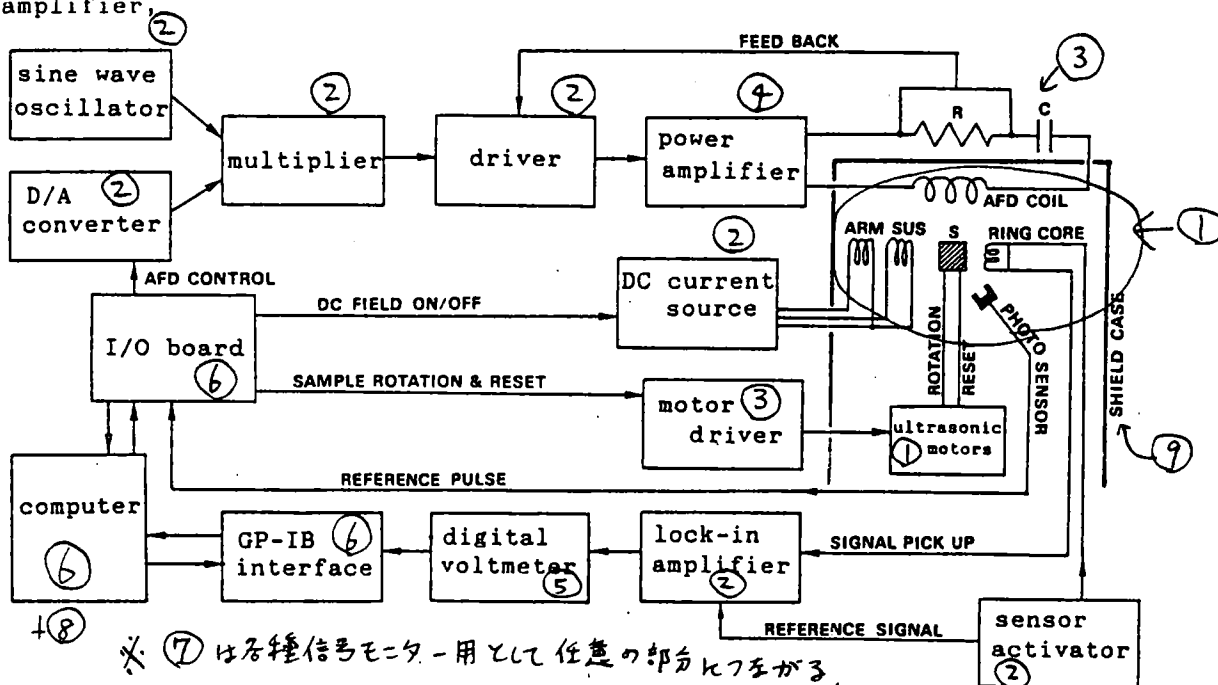 amplifier,
②
sine wave
oscillator
②
multiplier
②
driver
FEED BACK
④
power
amplifier
R
C
③
D/A ②
converter
AFD COIL
①
ARM SUS S RING CORE
②
DC current
source
AFD CONTROL
DC FIELD ON/OFF
I/O board
⑥
SAMPLE ROTATION & RESET
motor ③
driver
ROTATION
RESET
PHOTO SENSOR
SHIELD CASE
⑨
ultrasonic
① motors
REFERENCE PULSE
computer
⑥
+⑧
GP-IB ⑥
interface
digital
voltmeter
⑤
lock-in
amplifier
②
SIGNAL PICK UP
REFERENCE SIGNAL
sensor
activator
②
※ ⑦は各種信号モニター用として任意の部分につながる